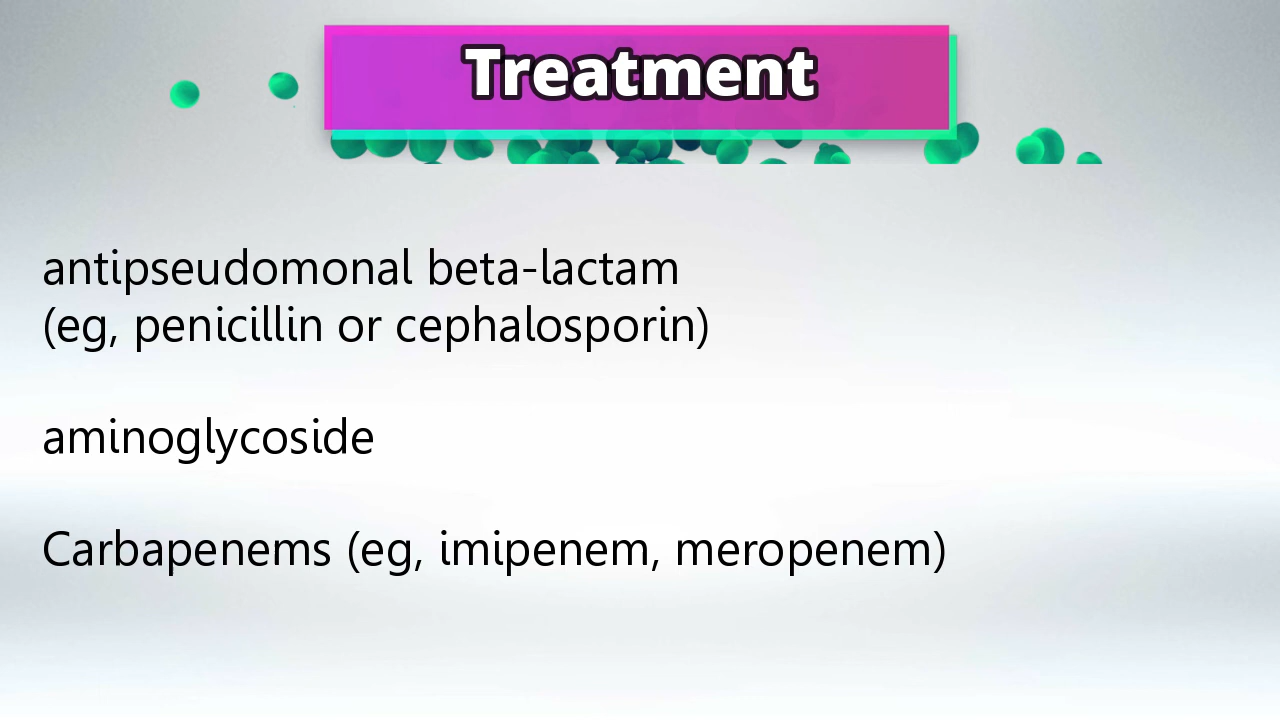 Treatment
antipseudomonal beta-lactam
(eg, penicillin or cephalosporin)
aminoglycoside
Carbapenems (eg, imipenem, meropenem)